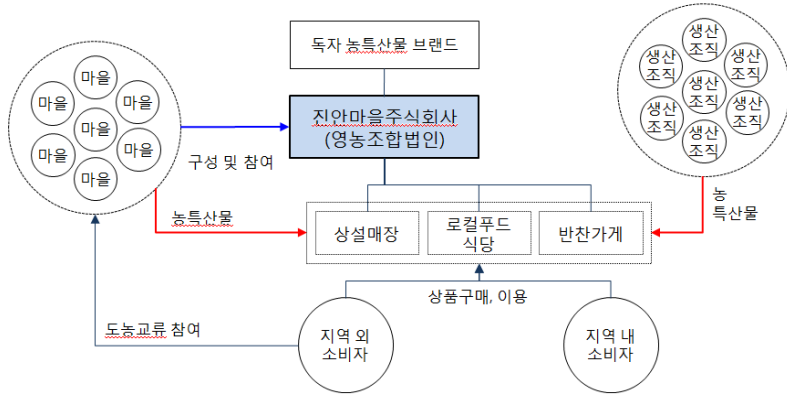 독자 농특산물 브랜드
진안마을주식회사
(영농조합법인)
마을
마을
마을
마을
마을
마을
마을
생산
조직
생산
조직
생산
조직
생산
조직
생산
조직
생산
조직
생산
조직
구성 및 참여
농특산물
농
특산물
상설매장
로컬푸드
식당
반찬가게
상품구매, 이용
도농교류 참여
지역 외
소비자
지역 내
소비자